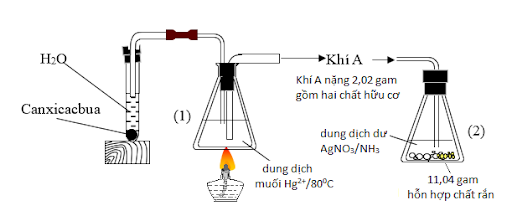 H₂O
Canxicacbua
(1)
Khí A
Khí A nặng 2,02 gam
gồm hai chất hữu cơ
dung dịch
muối Hg²⁺/80⁰C
dung dịch dư
AgNO₃/NH₃
(2)
11,04 gam
hỗn hợp chất rắn